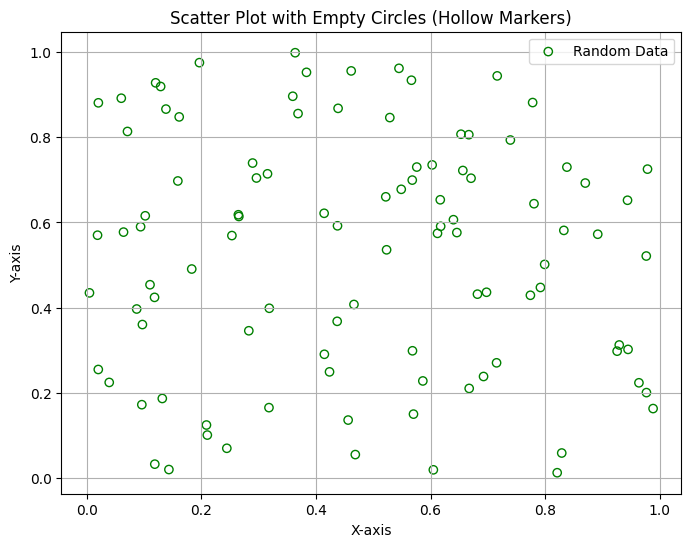 Scatter Plot with Empty Circles (Hollow Markers)
Random Data
1.0
0.8
0.6
0.4
0.2
0.0
Y-axis
0.0 0.2 0.4 0.6 0.8 1.0
X-axis